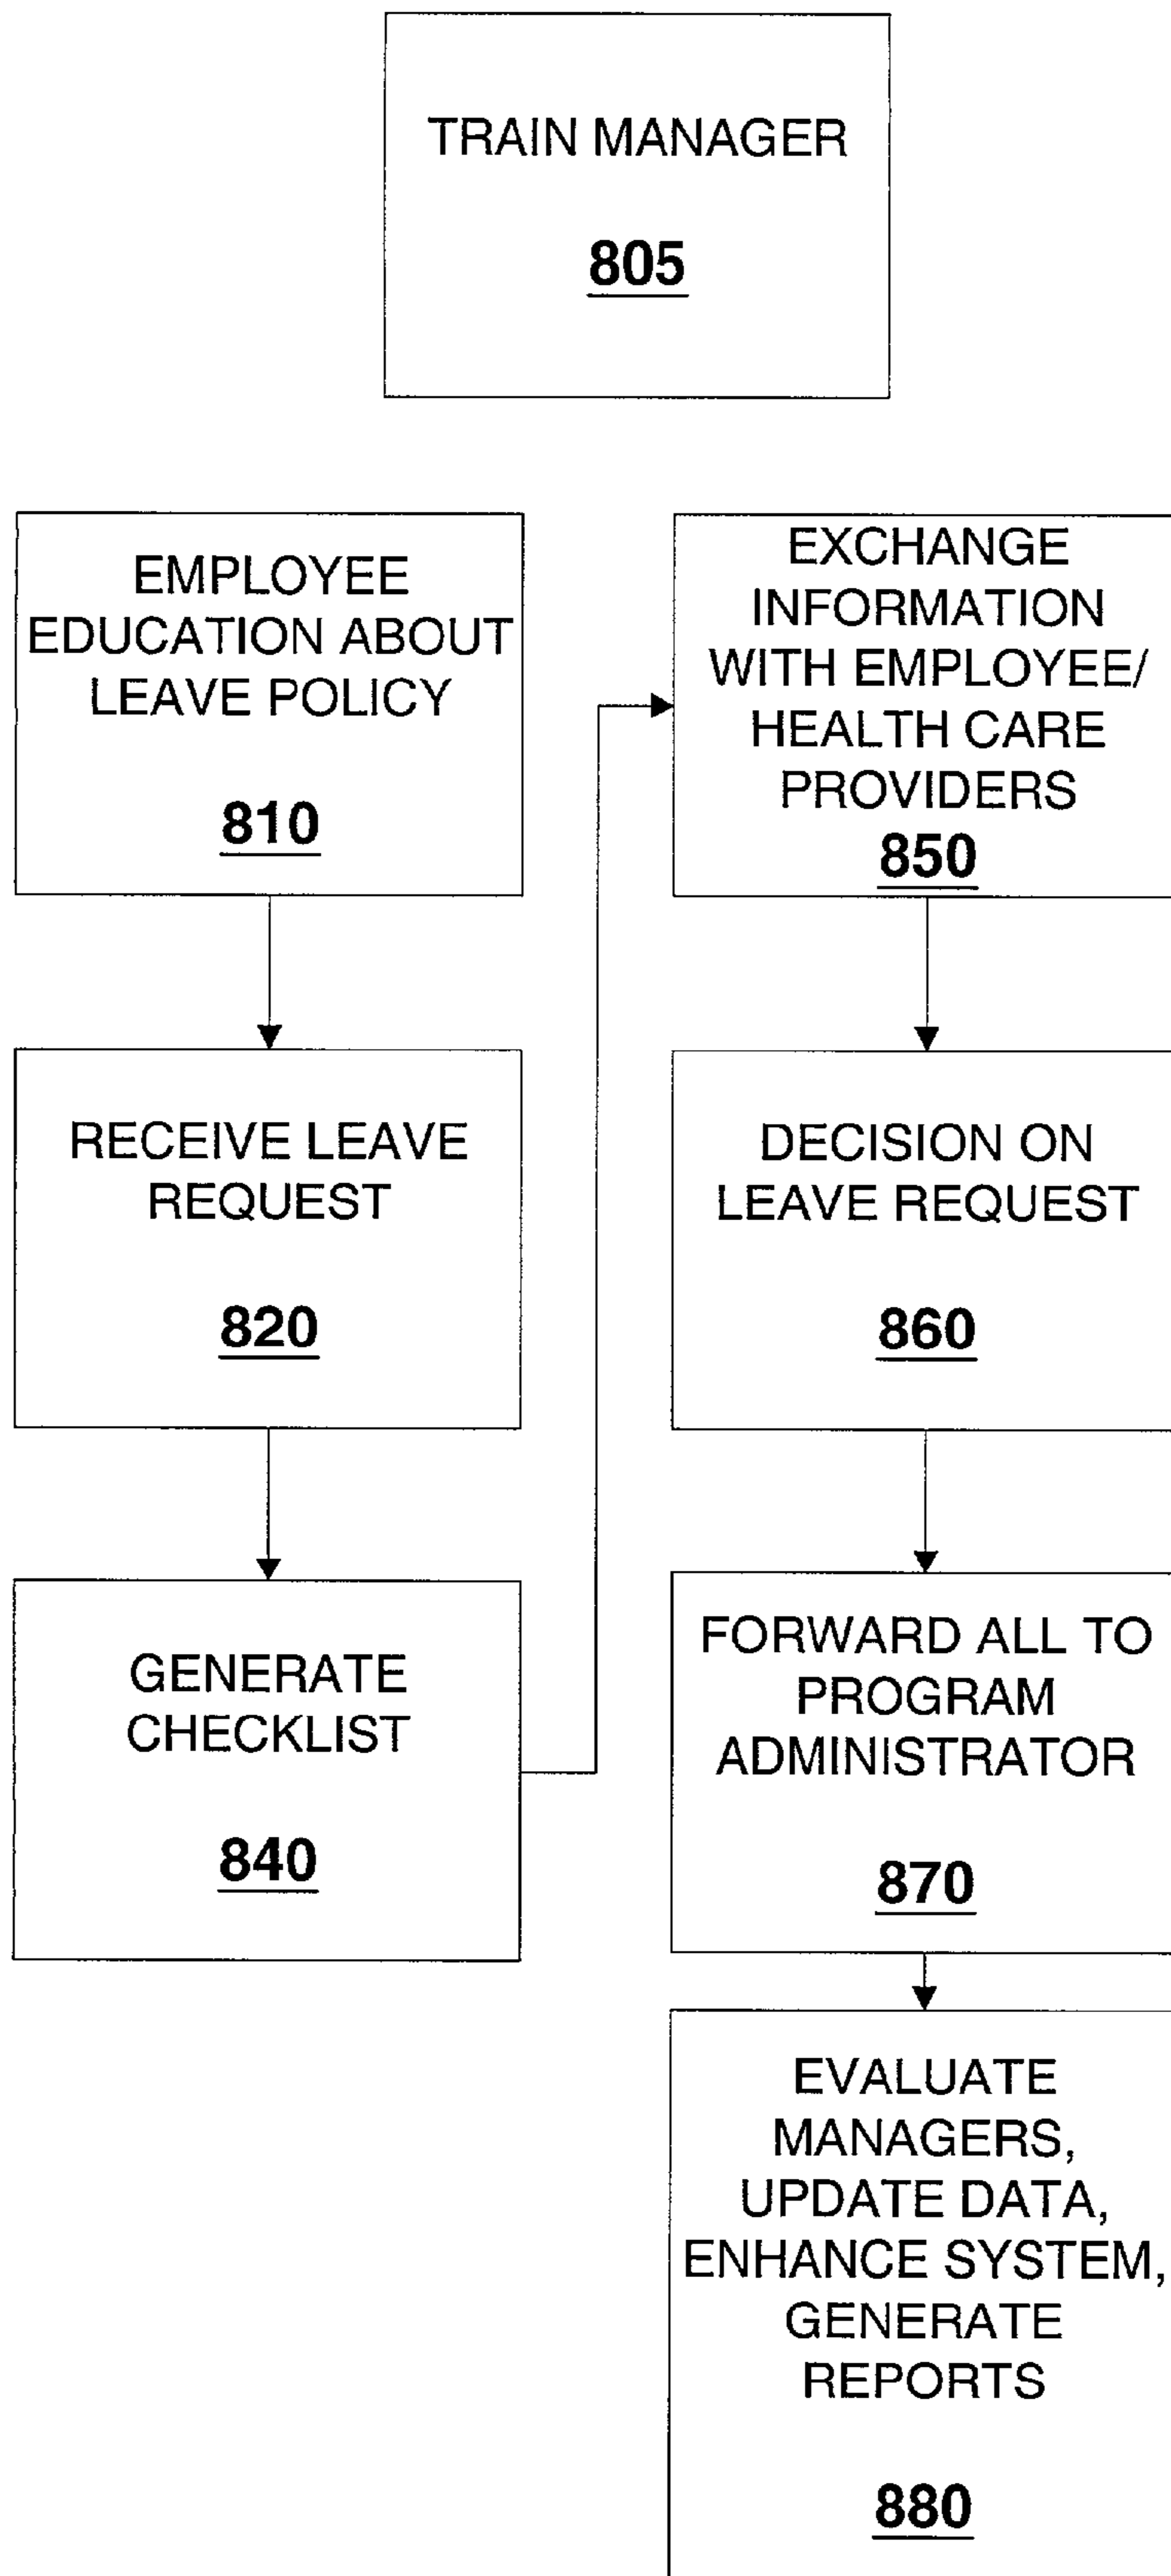 TRAIN MANAGER
805
EMPLOYEE
EDUCATION ABOUT
LEAVE POLICY
810
RECEIVE LEAVE
REQUEST
820
GENERATE
CHECKLIST
840
EXCHANGE
INFORMATION
WITH EMPLOYEE/
HEALTH CARE
PROVIDERS
850
DECISION ON
LEAVE REQUEST
860
FORWARD ALL TO
PROGRAM
ADMINISTRATOR
870
EVALUATE
MANAGERS,
UPDATE DATA,
ENHANCE SYSTEM,
GENERATE
REPORTS
880